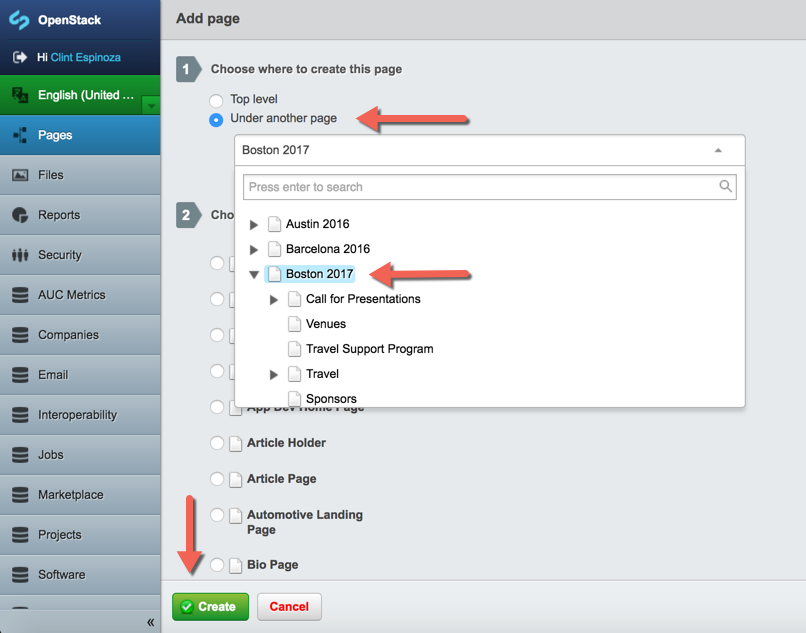 OpenStack
Hi Clint Espinoza
English (United ...
Pages
Files
Reports
Security
AUC Metrics
Companies
Email
Interoperability
Jobs
Marketplace
Projects
Software
«
Add page
1
Choose where to create this page
Top level
Under another page
Boston 2017
Press enter to search
2
Cho
Austin 2016
Barcelona 2016
Boston 2017
Call for Presentations
Venues
Travel Support Program
Travel
Sponsors
App Dev Home Page
Article Holder
Article Page
Automotive Landing
Page
Bio Page
Create
Cancel